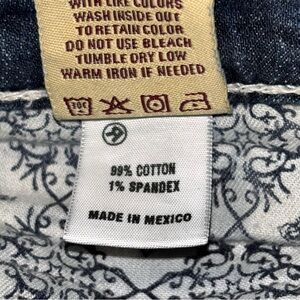 WITH LIKE COLORS
WASH INSIDE OUT
TO RETAIN COLOR
DO NOT USE BLEACH
TUMBLE DRY LOW
WARM IRON IF NEEDED
99% COTTON
1% SPANDEX
MADE IN MEXICO